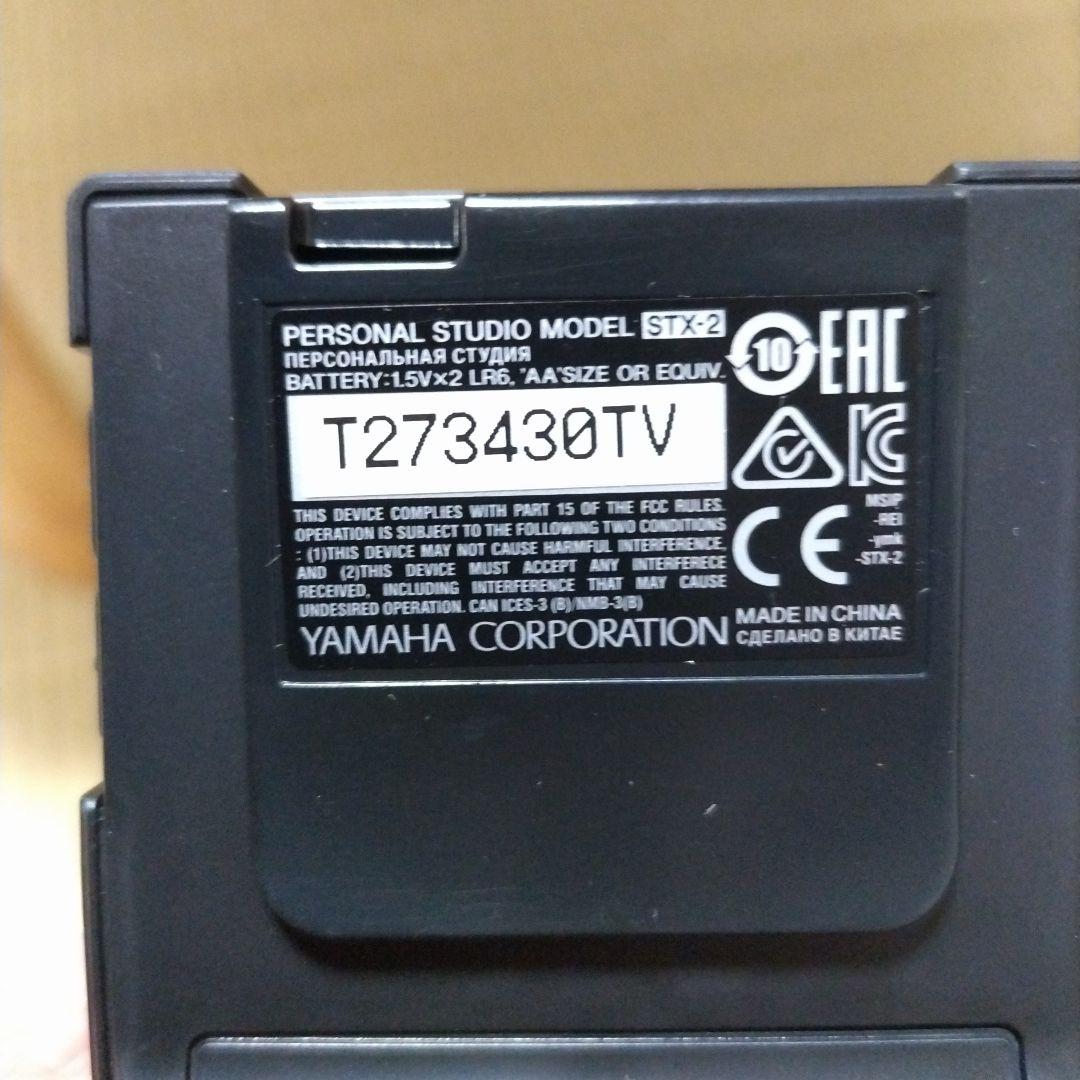 PERSONAL STUDIO MODEL STX-2
ПЕРСОНАЛЬНАЯ СТУДИЯ
BATTERY:1.5V×2 LR6, "AA"SIZE OR EQUIV.
T273430TV
THIS DEVICE COMPLIES WITH PART 15 OF THE FCC RULES.
OPERATION IS SUBJECT TO THE FOLLOWING TWO CONDITIONS
: (1)THIS DEVICE MAY NOT CAUSE HARMFUL INTERFERENCE,
AND (2)THIS DEVICE MUST ACCEPT ANY INTERFERECE
RECEIVED, INCLUDING INTERFERENCE THAT MAY CAUSE
UNDESIRED OPERATION. CAN ICES-3 (B)/NMB-3(B)
YAMAHA CORPORATION
10 EAC
KC
CE
MSIP
-REI
-ymk
-STX-2
MADE IN CHINA
СДЕЛАНО В КИТАЕ